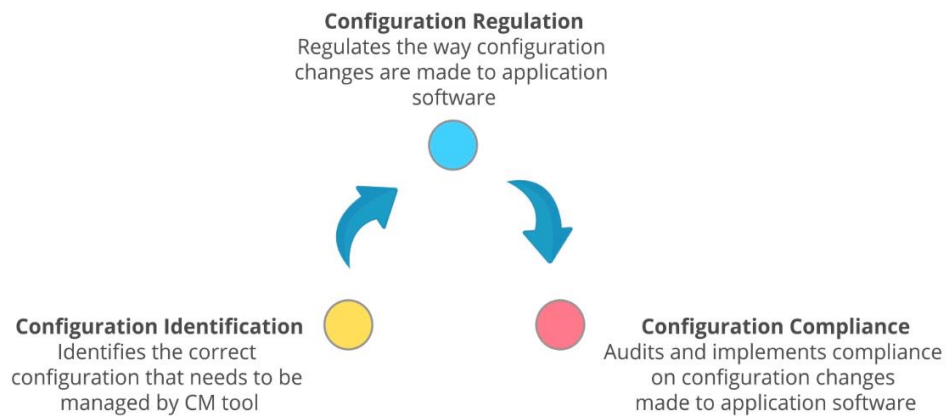 Configuration Regulation
Regulates the way configuration
changes are made to application
software
Configuration Identification
Identifies the correct
configuration that needs to be
managed by CM tool
Configuration Compliance
Audits and implements compliance
on configuration changes
made to application software